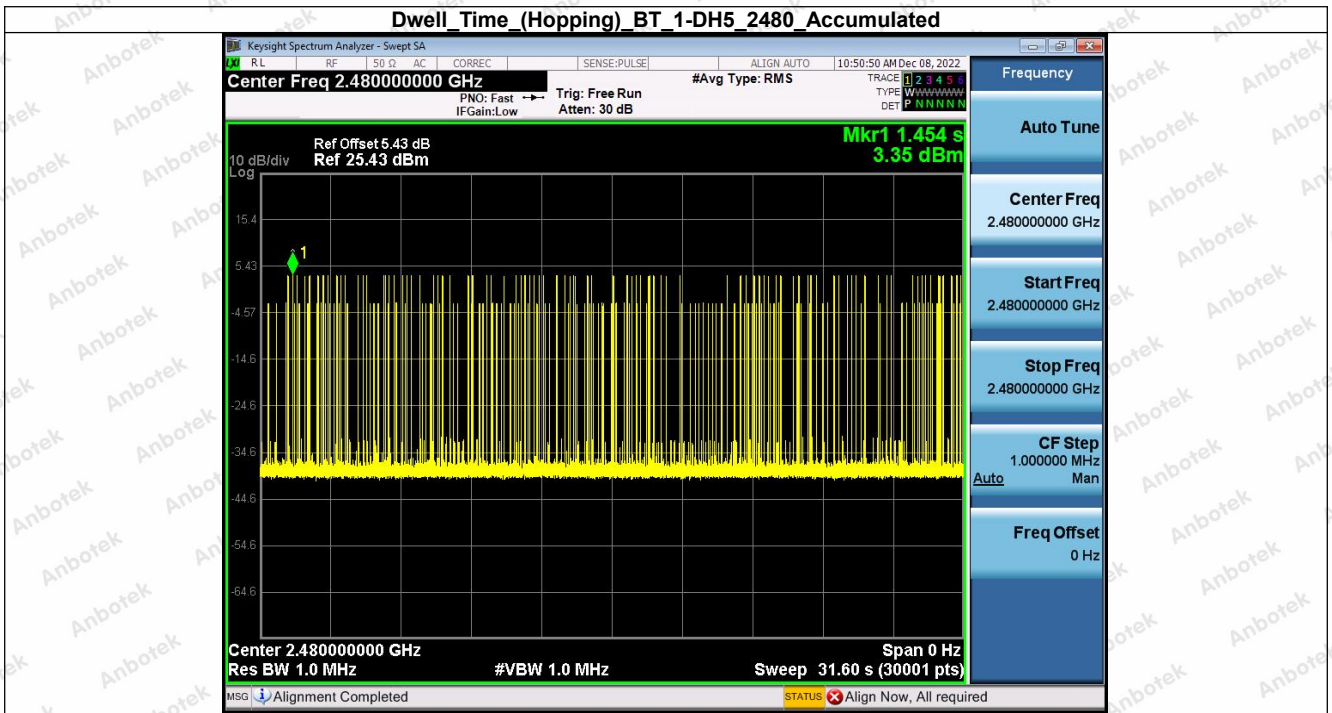 Dwell_Time_(Hopping)_BT_1-DH5_2480_Accumulated
Keysight Spectrum Analyzer - Swept SA
LXI RL RF 50 Ω AC CORREC SENSE:PULSE ALIGN AUTO 10:50:50 AM Dec 08, 2022
Center Freq 2.480000000 GHz
PNO: Fast
IFGain:Low
Trig: Free Run
Atten: 30 dB
#Avg Type: RMS
TRACE 1 2 3 4 5 6
TYPE WWWWWW
DET P N N N N N
Frequency
Mkr1 1.454 s
3.35 dBm
Ref Offset 5.43 dB
10 dB/div Ref 25.43 dBm
Log
15.4
5.43
-4.57
-14.6
-24.6
-34.6
-44.6
-54.6
-64.6
1
Center 2.480000000 GHz
Span 0 Hz
Res BW 1.0 MHz
#VBW 1.0 MHz
Sweep 31.60 s (30001 pts)
MSG Alignment Completed
STATUS Align Now, All required
Auto Tune
Center Freq
2.480000000 GHz
Start Freq
2.480000000 GHz
Stop Freq
2.480000000 GHz
CF Step
1.000000 MHz
Auto Man
Freq Offset
0 Hz
Anbotek